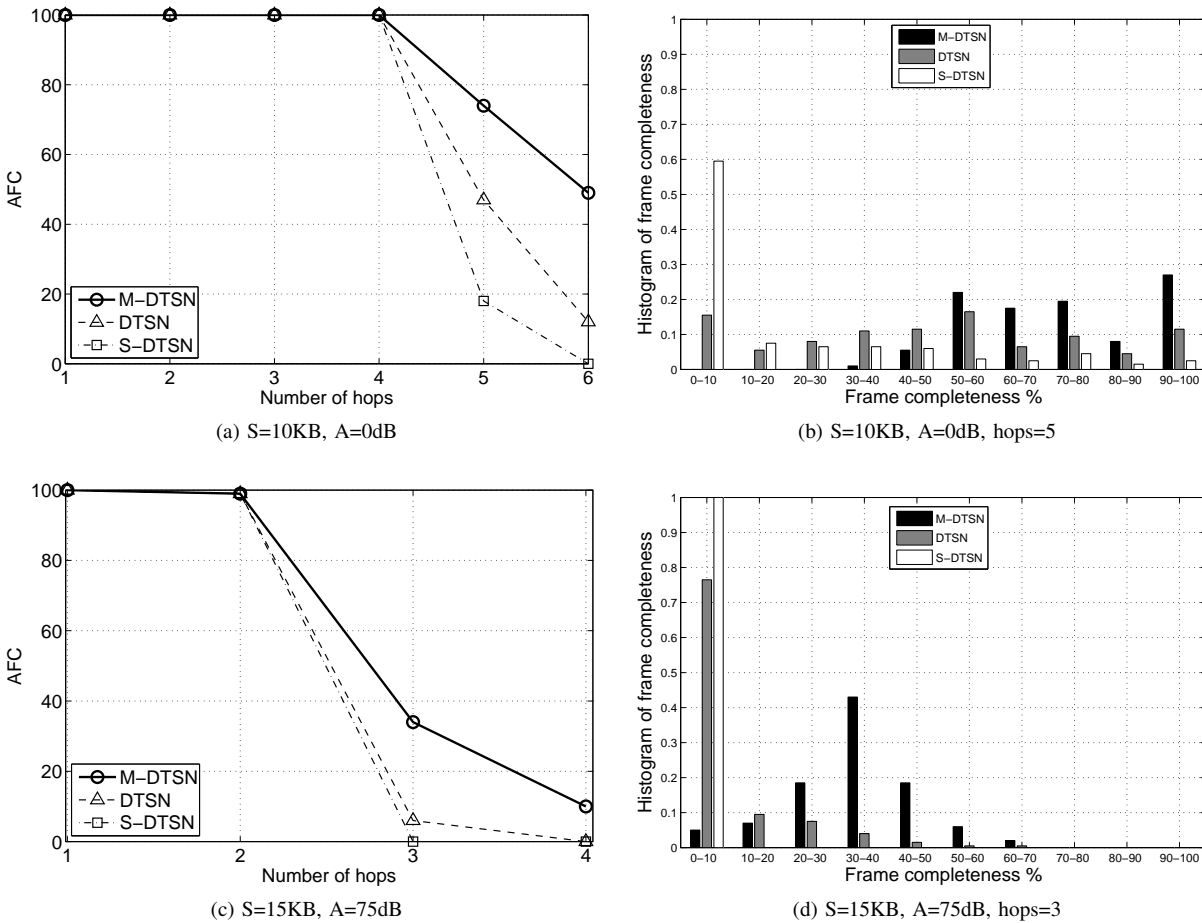 AFC
100
80
60
40
20
0
1 2 3 4 5 6
Number of hops
M−DTSN
DTSN
S−DTSN
(a) S=10KB, A=0dB
Histogram of frame completeness
1
0.9
0.8
0.7
0.6
0.5
0.4
0.3
0.2
0.1
0
0−10 10−20 20−30 30−40 40−50 50−60 60−70 70−80 80−90 90−100
Frame completeness %
M−DTSN
DTSN
S−DTSN
(b) S=10KB, A=0dB, hops=5
AFC
100
80
60
40
20
0
1 2 3 4
Number of hops
M−DTSN
DTSN
S−DTSN
(c) S=15KB, A=75dB
Histogram of frame completeness
1
0.9
0.8
0.7
0.6
0.5
0.4
0.3
0.2
0.1
0
0−10 10−20 20−30 30−40 40−50 50−60 60−70 70−80 80−90 90−100
Frame completeness %
M−DTSN
DTSN
S−DTSN
(d) S=15KB, A=75dB, hops=3